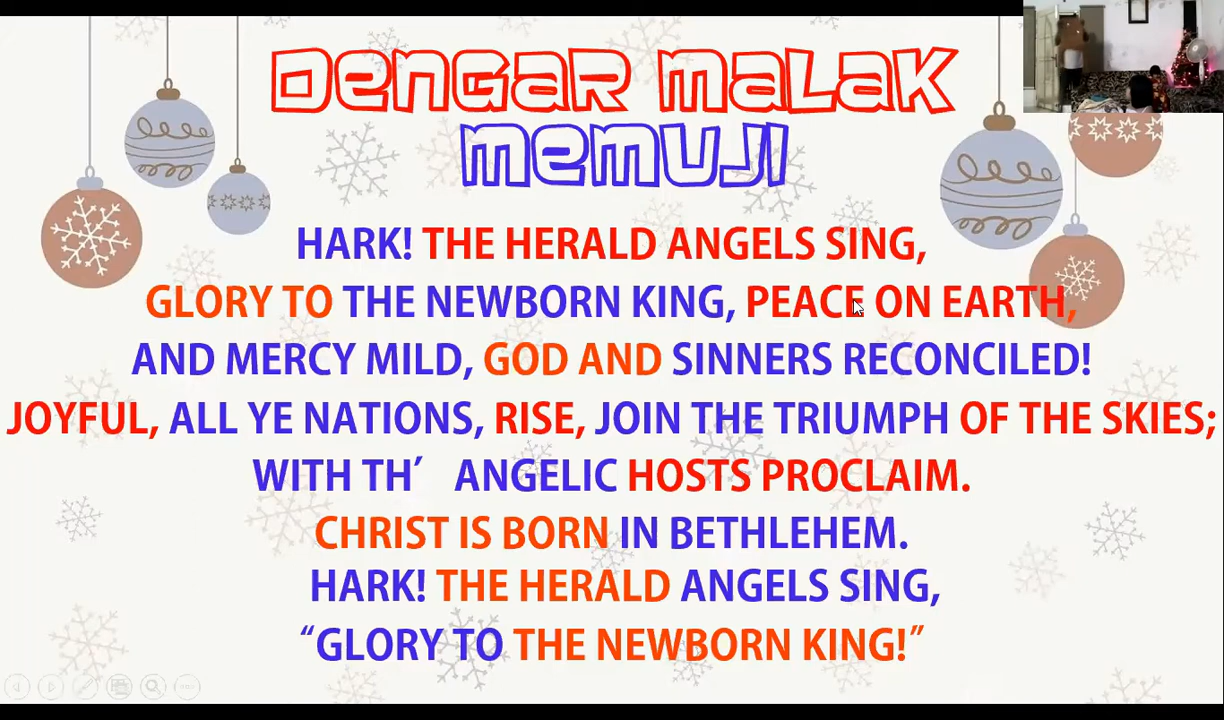 DENGAR MALAK
MEMUJI
HARK! THE HERALD ANGELS SING,
GLORY TO THE NEWBORN KING, PEACE ON EARTH,
AND MERCY MILD, GOD AND SINNERS RECONCILED!
JOYFUL, ALL YE NATIONS, RISE, JOIN THE TRIUMPH OF THE SKIES;
WITH TH′ ANGELIC HOSTS PROCLAIM.
CHRIST IS BORN IN BETHLEHEM.
HARK! THE HERALD ANGELS SING,
“GLORY TO THE NEWBORN KING!”